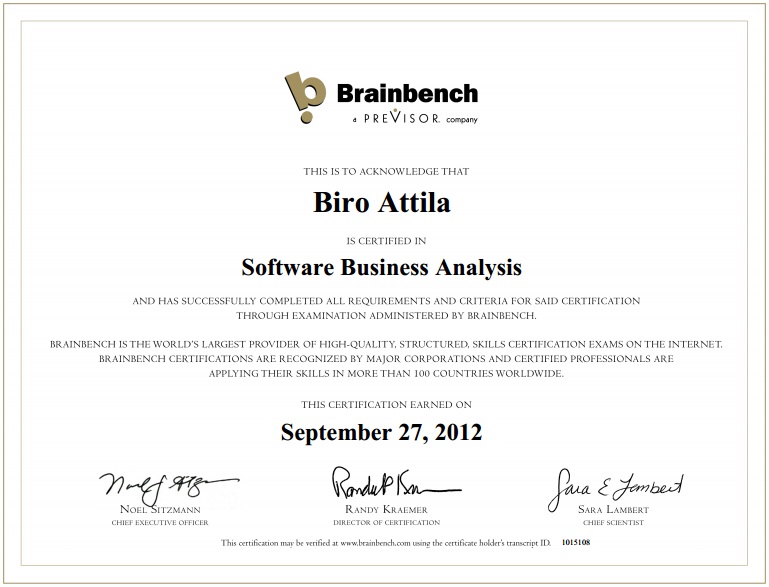 Brainbench
a PREVISOR. company
THIS IS TO ACKNOWLEDGE THAT
Biro Attila
IS CERTIFIED IN
Software Business Analysis
AND HAS SUCCESSFULLY COMPLETED ALL REQUIREMENTS AND CRITERIA FOR SAID CERTIFICATION
THROUGH EXAMINATION ADMINISTERED BY BRAINBENCH.
BRAINBENCH IS THE WORLD'S LARGEST PROVIDER OF HIGH-QUALITY, STRUCTURED, SKILLS CERTIFICATION EXAMS ON THE INTERNET.
BRAINBENCH CERTIFICATIONS ARE RECOGNIZED BY MAJOR CORPORATIONS AND CERTIFIED PROFESSIONALS ARE
APPLYING THEIR SKILLS IN MORE THAN 100 COUNTRIES WORLDWIDE.
THIS CERTIFICATION EARNED ON
September 27, 2012
Sara E Lambert
NOEL SITZMANN RANDY KRAEMER SARA LAMBERT
CHIEF EXECUTIVE OFFICER DIRECTOR OF CERTIFICATION CHIEF SCIENTIST
This certification may be verified at www.brainbench.com using the certificate holder's transcript ID. 1015108